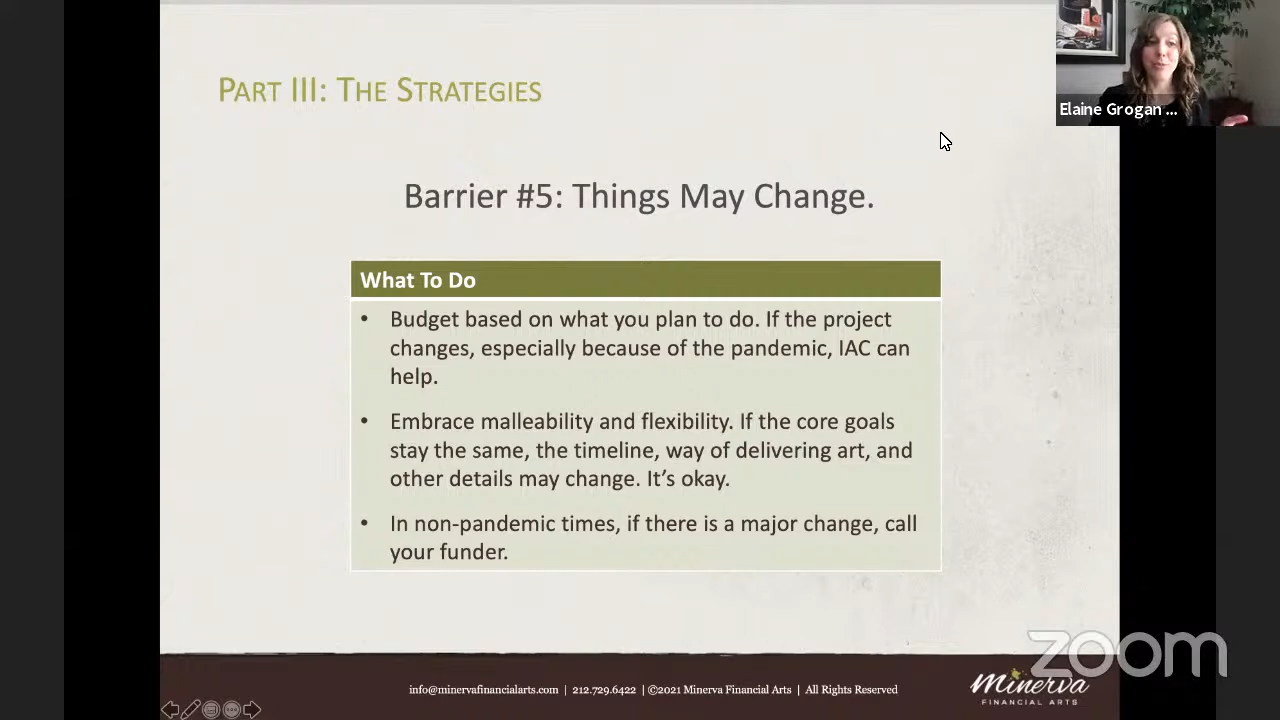 PART III: THE STRATEGIES
Elaine Grogan ...
Barrier #5: Things May Change.
What To Do
• Budget based on what you plan to do. If the project
changes, especially because of the pandemic, IAC can
help.
• Embrace malleability and flexibility. If the core goals
stay the same, the timeline, way of delivering art, and
other details may change. It’s okay.
• In non-pandemic times, if there is a major change, call
your funder.
zoom
info@minervafinancialarts.com | 212.729.6422 | ©2021 Minerva Financial Arts | All Rights Reserved
Minerva
FINANCIAL ARTS